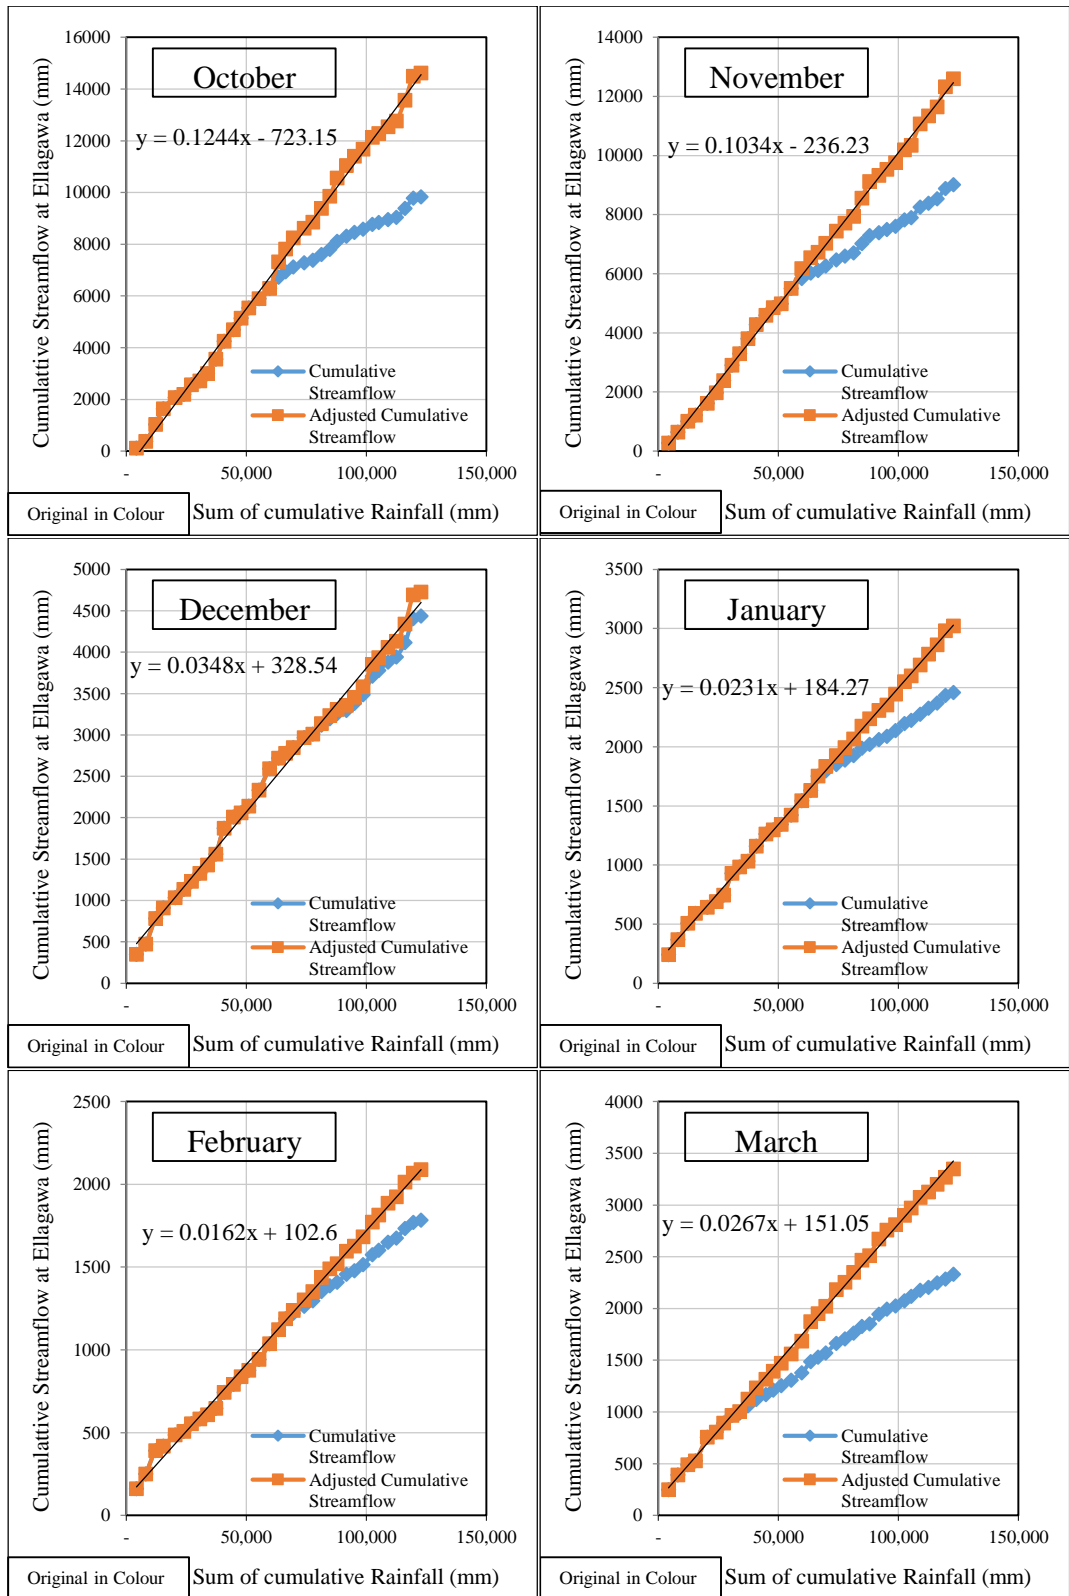 October
Cumulative Streamflow at Ellagawa (mm)
16000
14000
12000
10000
8000
6000
4000
2000
0
y = 0.1244x - 723.15
Cumulative
Streamflow
Adjusted Cumulative
Streamflow
-
50,000
100,000
150,000
Original in Colour
Sum of cumulative Rainfall (mm)
November
Cumulattive Streamflow at Ellagawa (mm)
14000
12000
10000
8000
6000
4000
2000
0
y = 0.1034x - 236.23
Cumulative
Streamflow
Adjusted Cumulative
Streamflow
-
50,000
100,000
150,000
Original in Colour
Sum of cumulative Rainfall (mm)
December
Cumulattive Streamflow at Ellagawa (mm)
5000
4500
4000
3500
3000
2500
2000
1500
1000
500
0
y = 0.0348x + 328.54
Cumulative
Streamflow
Adjusted Cumulative
Streamflow
-
50,000
100,000
150,000
Original in Colour
Sum of cumulative Rainfall (mm)
January
Cumulattive Streamflow at Ellagawa (mm)
3500
3000
2500
2000
1500
1000
500
0
y = 0.0231x + 184.27
Cumulative
Streamflow
Adjusted Cumulative
Streamflow
-
50,000
100,000
150,000
Original in Colour
Sum of cumulative Rainfall (mm)
February
Cumulattive Streamflow at Ellagawa (mm)
2500
2000
1500
1000
500
0
y = 0.0162x + 102.6
Cumulative
Streamflow
Adjusted Cumulative
Streamflow
-
50,000
100,000
150,000
Original in Colour
Sum of cumulative Rainfall (mm)
March
Cumulattive Streamflow at Ellagawa (mm)
4000
3500
3000
2500
2000
1500
1000
500
0
y = 0.0267x + 151.05
Cumulative
Streamflow
Adjusted Cumulative
Streamflow
-
50,000
100,000
150,000
Original in Colour
Sum of cumulative Rainfall (mm)